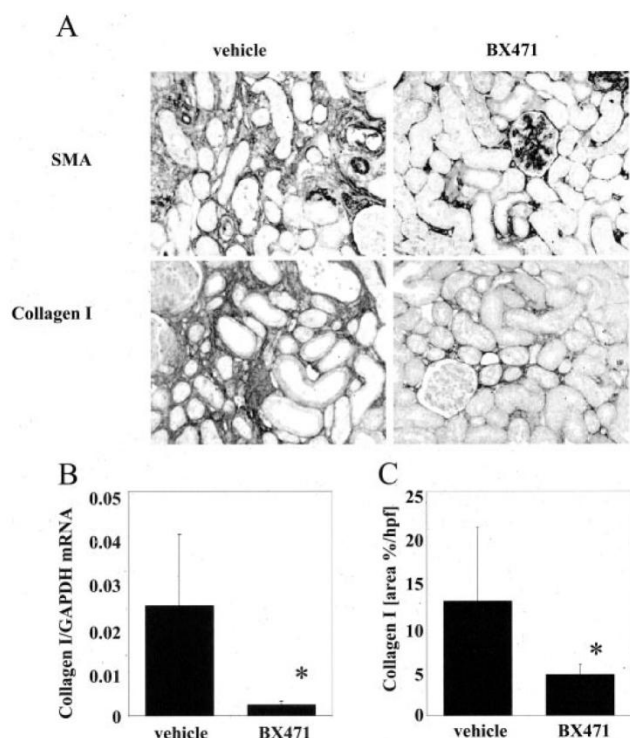 A
vehicle
BX471
SMA
Collagen I
B
Collagen I/GAPDH mRNA
0.05
0.04
0.03
0.02
0.01
0
*
vehicle
BX471
C
Collagen I [area %/hpf]
25
20
15
10
5
0
*
vehicle
BX471